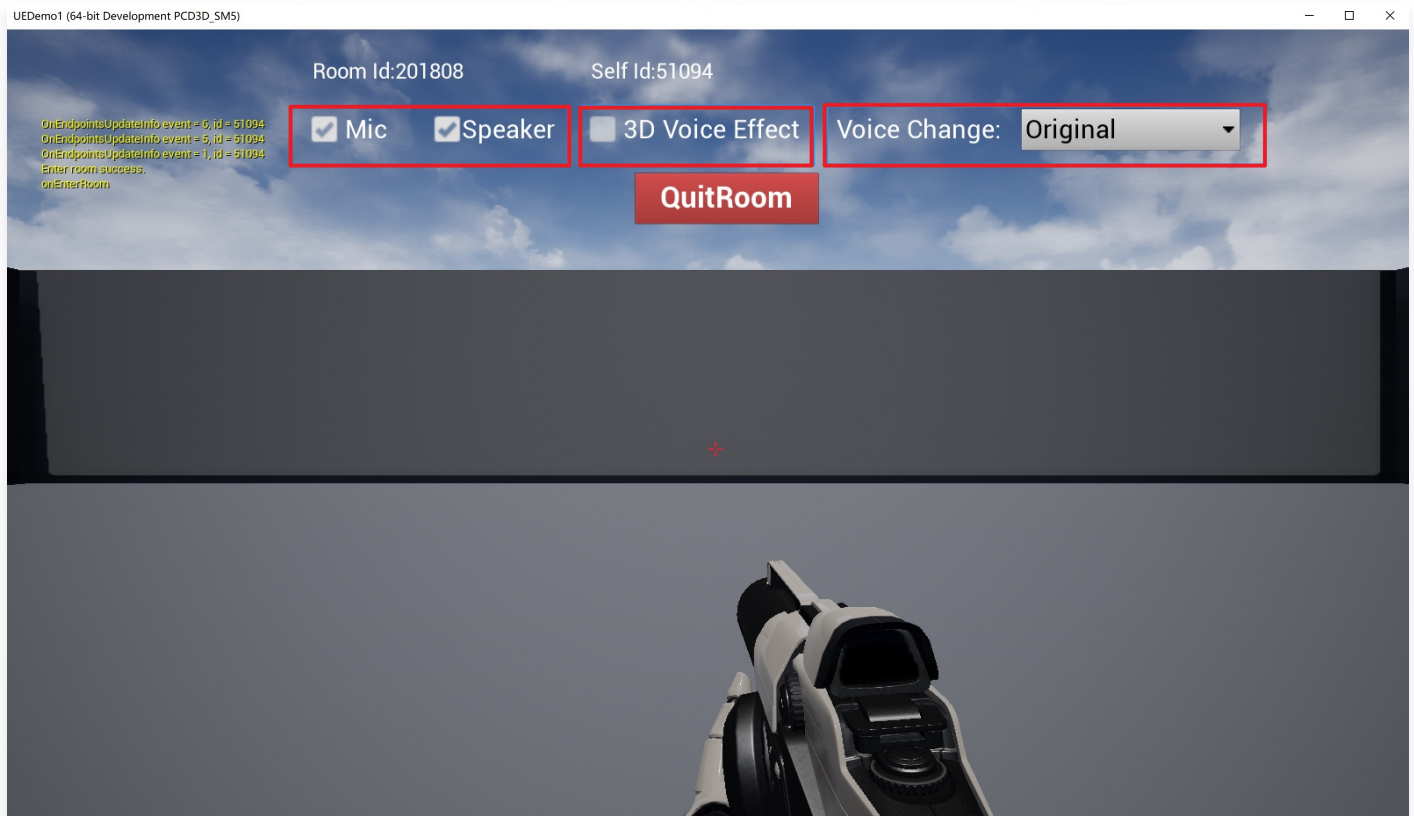 UEDemo1 (64-bit Development PCD3D_SM5)
Room Id:201808 Self Id:51094
OnEndpointsUpdateInfo event = 6, id = 51094
OnEndpointsUpdateInfo event = 5, id = 51094
OnEndpointsUpdateInfo event = 1, id = 51094
Enter room success.
onEnterRoom
Mic Speaker 3D Voice Effect Voice Change: Original
QuitRoom